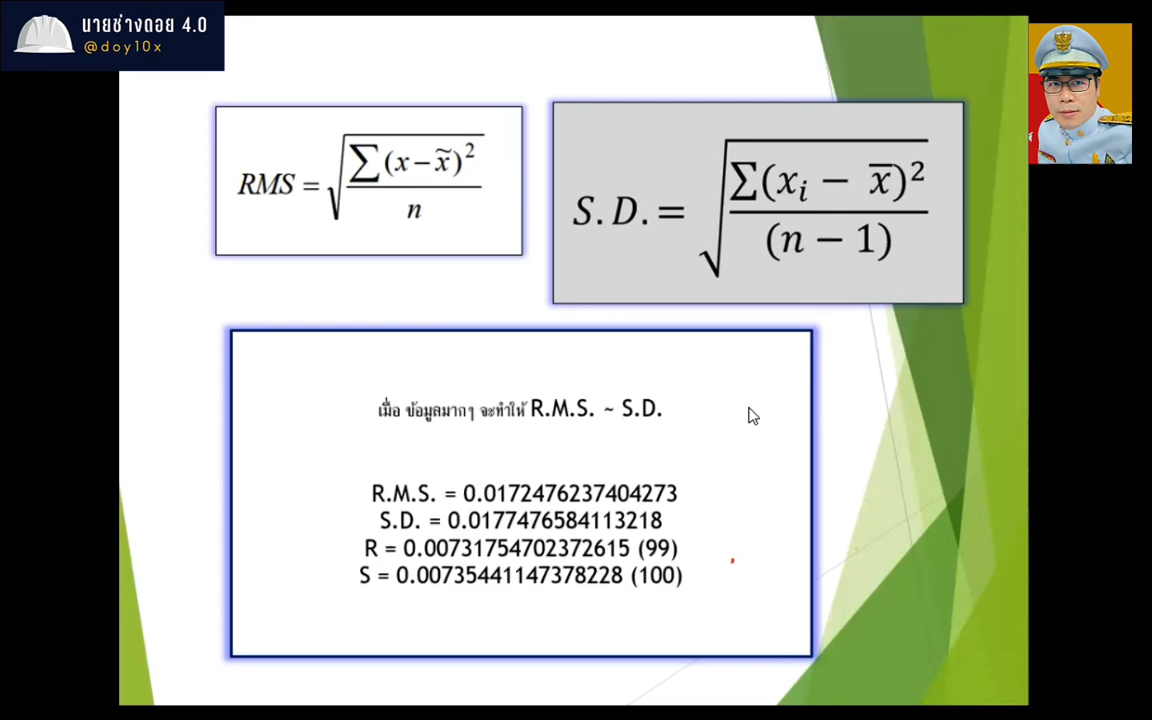 นายช่างดอย 4.0
@doy10x
RMS = √(∑(x−x̃)² / n)
S.D. = √(∑(xᵢ − x̅)² / (n − 1))
เมื่อ ข้อมูลมากๆ จะทำให้ R.M.S. ~ S.D.
R.M.S. = 0.0172476237404273
S.D. = 0.0177476584113218
R = 0.00731754702372615 (99)
S = 0.00735441147378228 (100)